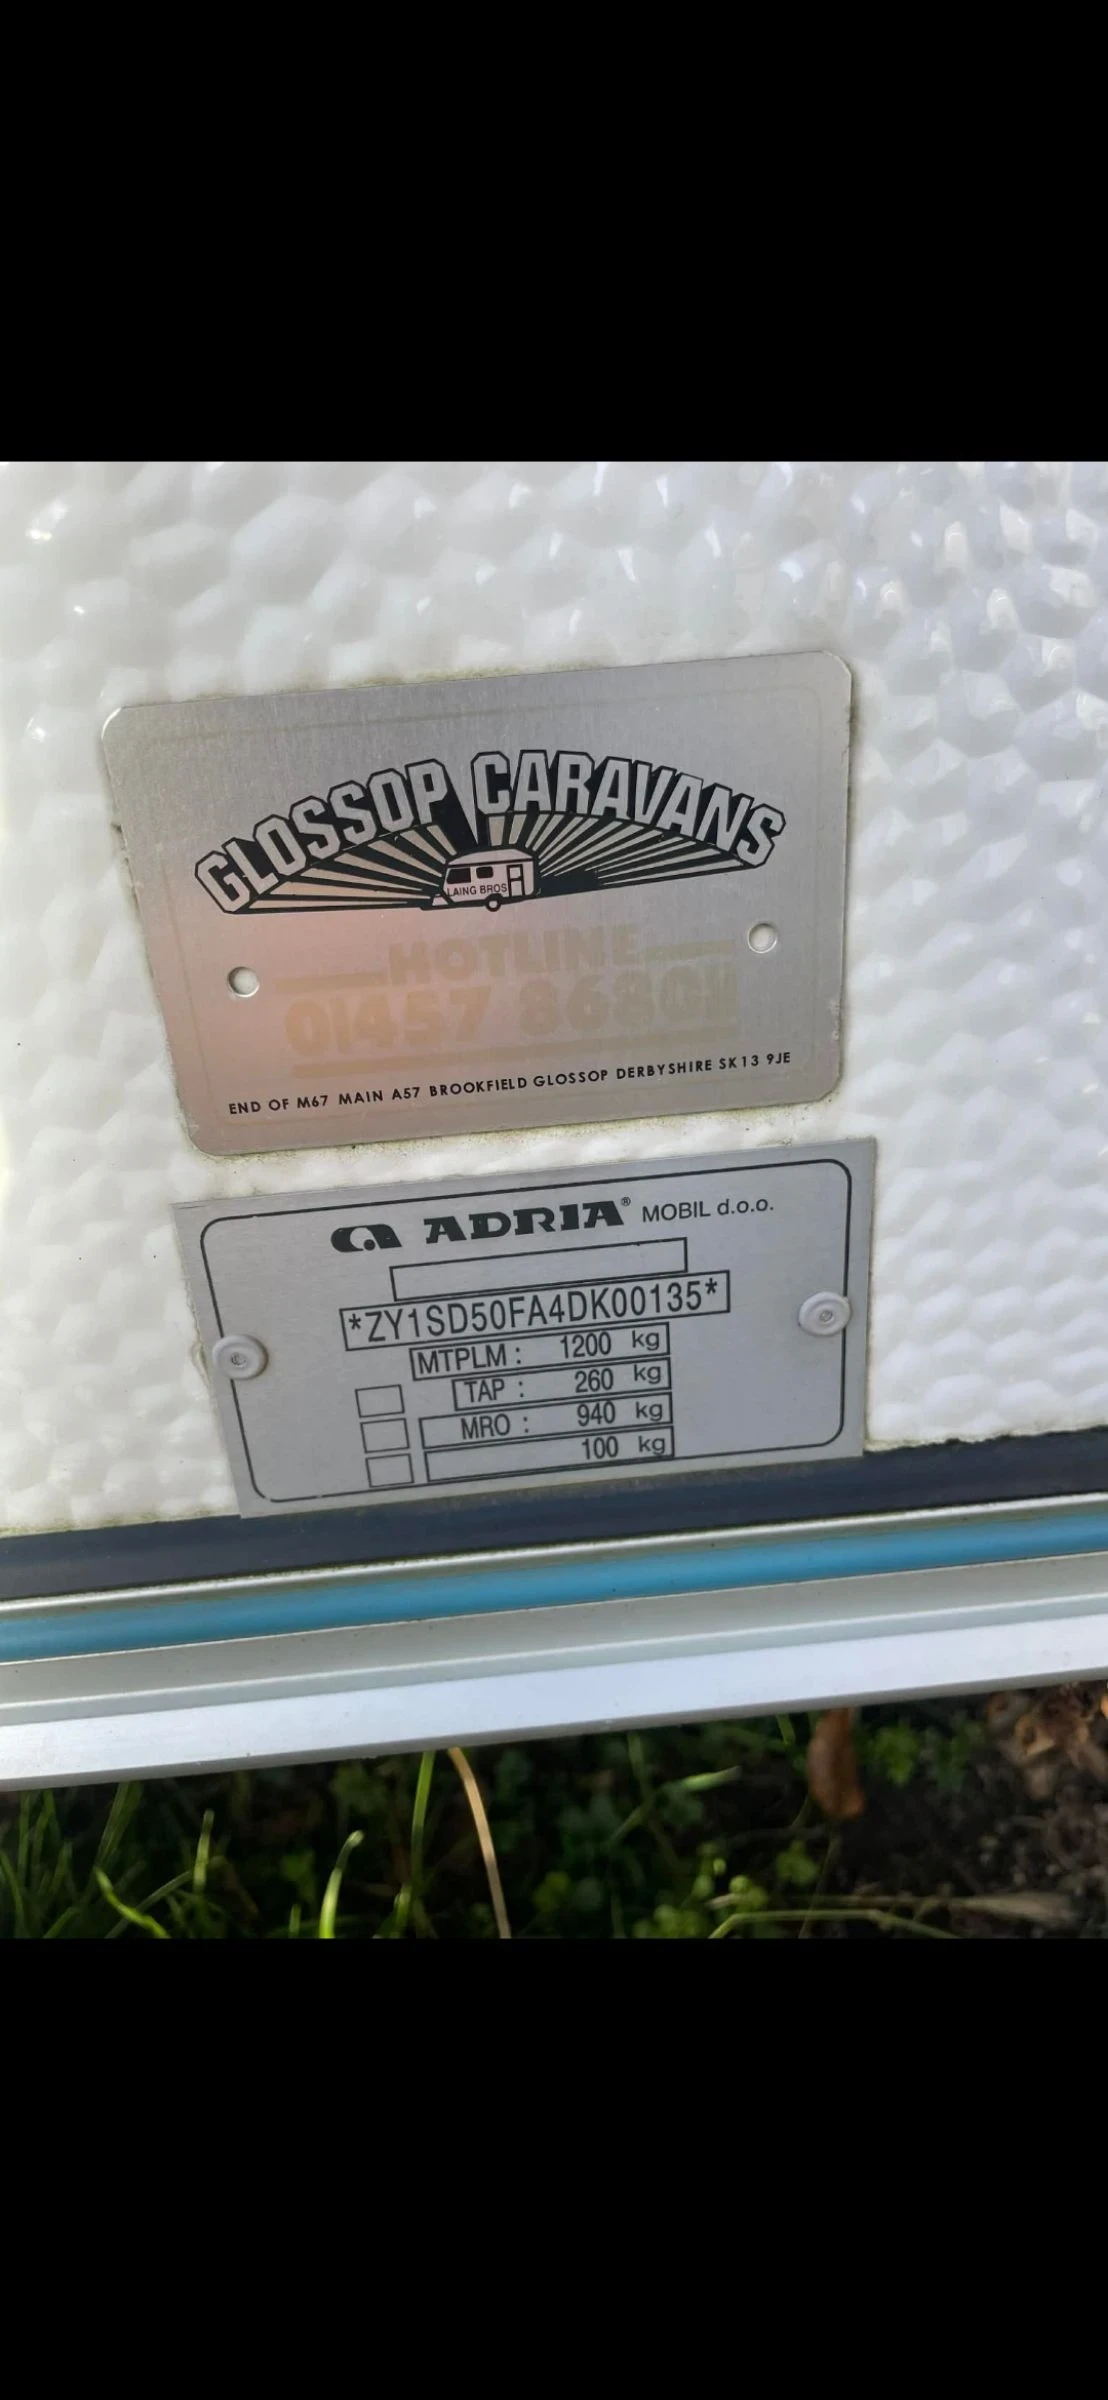 GLOSSOP CARAVANS
LAING BROS
HOTLINE
01457 868011
END OF M67 MAIN A57 BROOKFIELD GLOSSOP DERBYSHIRE SK13 9JE
ADRIA® MOBIL d.o.o.
*ZY1SD50FA4DK00135*
MTPLM : 1200 kg
TAP : 260 kg
MRO : 940 kg
100 kg